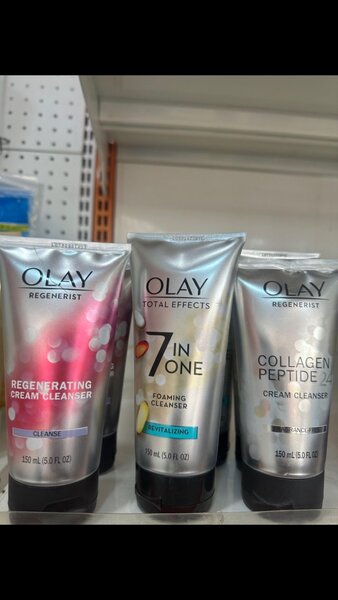 OLAY
REGENERIST
REGENERATING
CREAM CLEANSER
CLEANSE
150 mL (5.0 FL OZ)
OLAY
TOTAL EFFECTS
7 IN
ONE
FOAMING
CLEANSER
REVITALIZING
150 mL (5.0 FL OZ)
OLAY
REGENERIST
COLLAGEN
PEPTIDE 24
CREAM CLEANSER
150 mL (5.0 FL OZ)